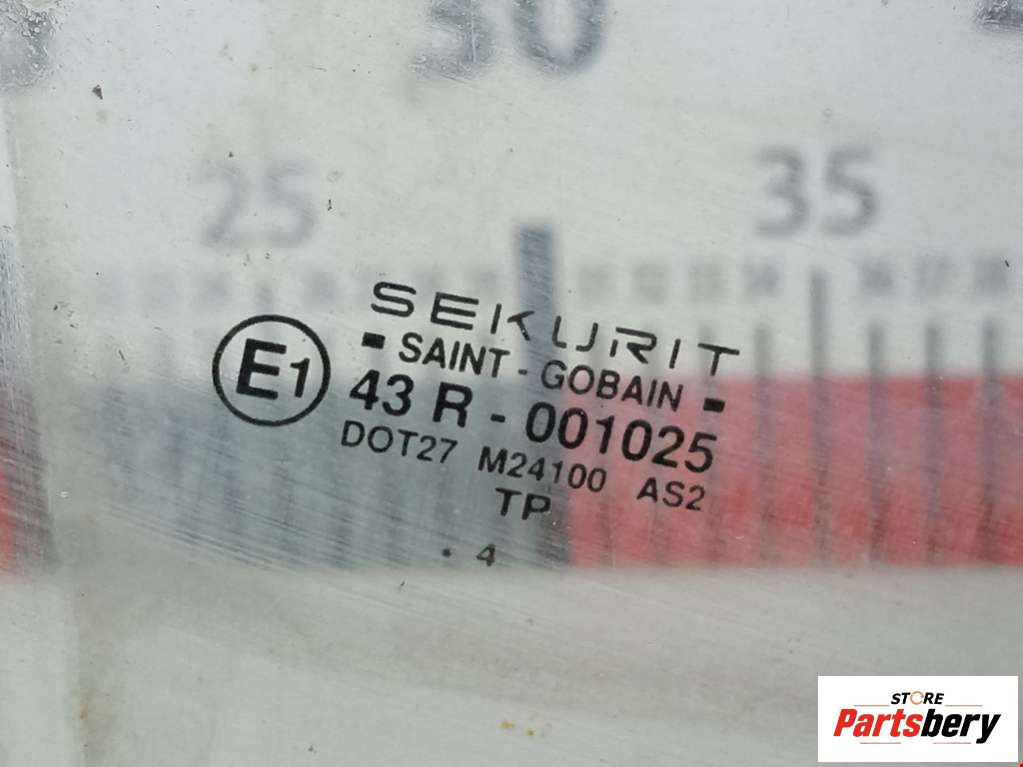 30
25
35
SEKURIT
- SAINT - GOBAIN -
E1
43 R - 001025
DOT27 M24100 AS2
TP
. 4
STORE
Partsbery